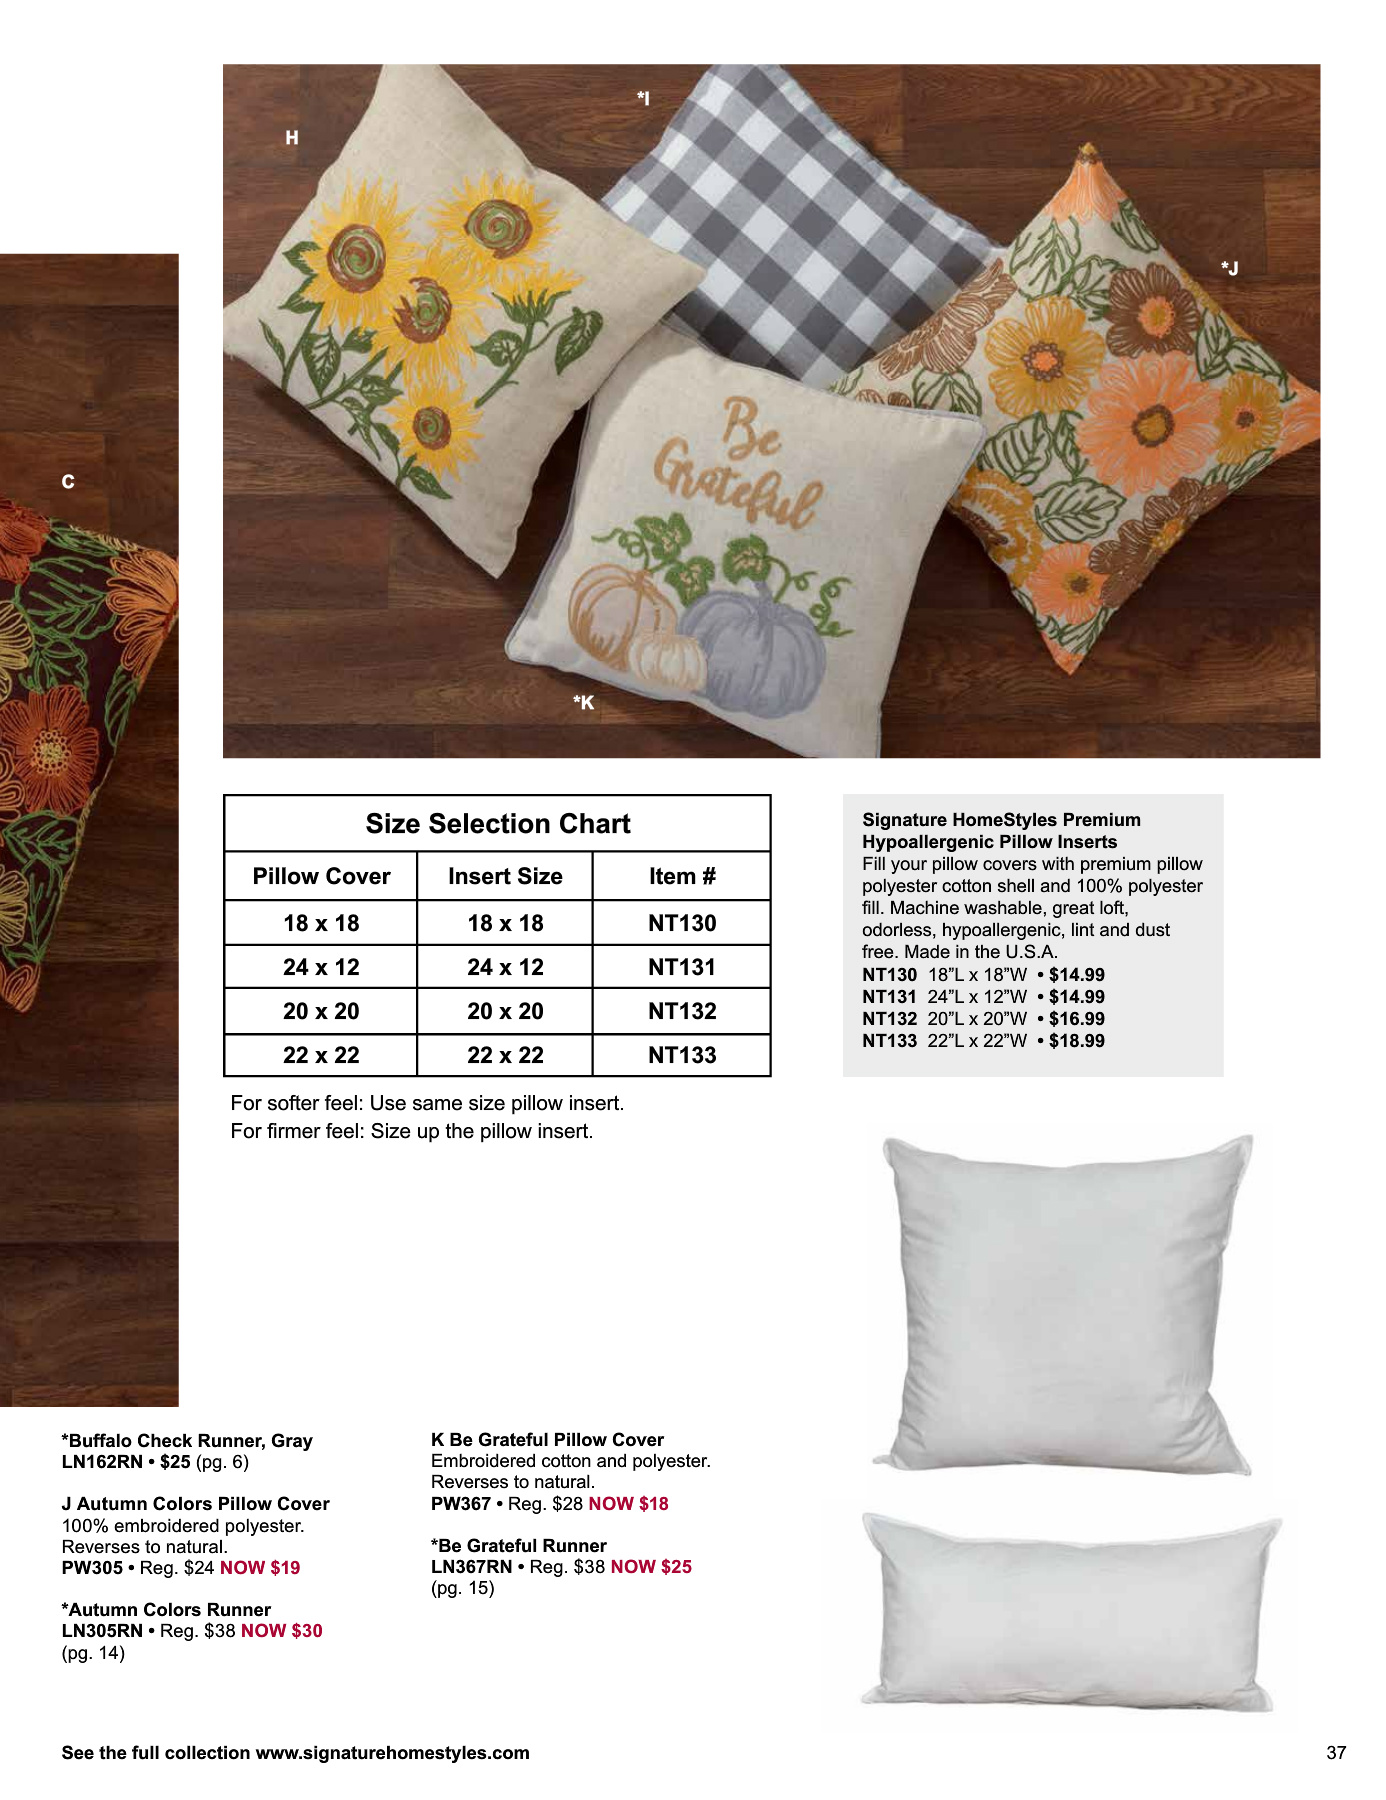 H
*I
*J
C
Be
Grateful
*K
Size Selection Chart
Pillow Cover Insert Size Item #
18 x 18 18 x 18 NT130
24 x 12 24 x 12 NT131
20 x 20 20 x 20 NT132
22 x 22 22 x 22 NT133
For softer feel: Use same size pillow insert.
For firmer feel: Size up the pillow insert.
Signature HomeStyles Premium
Hypoallergenic Pillow Inserts
Fill your pillow covers with premium pillow
polyester cotton shell and 100% polyester
fill. Machine washable, great loft,
odorless, hypoallergenic, lint and dust
free. Made in the U.S.A.
NT130 18”L x 18”W • $14.99
NT131 24”L x 12”W • $14.99
NT132 20”L x 20”W • $16.99
NT133 22”L x 22”W • $18.99
*Buffalo Check Runner, Gray
LN162RN • $25 (pg. 6)
J Autumn Colors Pillow Cover
100% embroidered polyester.
Reverses to natural.
PW305 • Reg. $24 NOW $19
*Autumn Colors Runner
LN305RN • Reg. $38 NOW $30
(pg. 14)
K Be Grateful Pillow Cover
Embroidered cotton and polyester.
Reverses to natural.
PW367 • Reg. $28 NOW $18
*Be Grateful Runner
LN367RN • Reg. $38 NOW $25
(pg. 15)
See the full collection www.signaturehomestyles.com
37